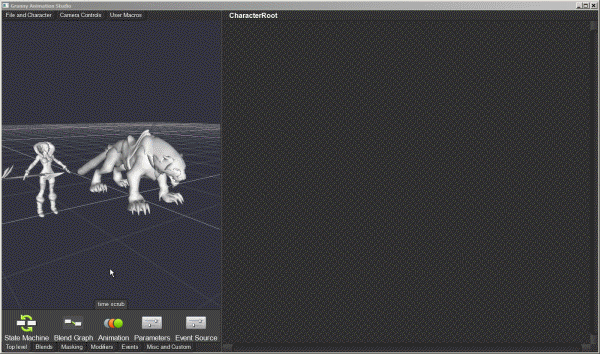 Granny Animation Studio
File and Character Camera Controls User Macros
CharacterRoot
time scrub
State Machine Blend Graph Animation Parameters Event Source
Top level Blends Masking Modifiers Events Misc and Custom